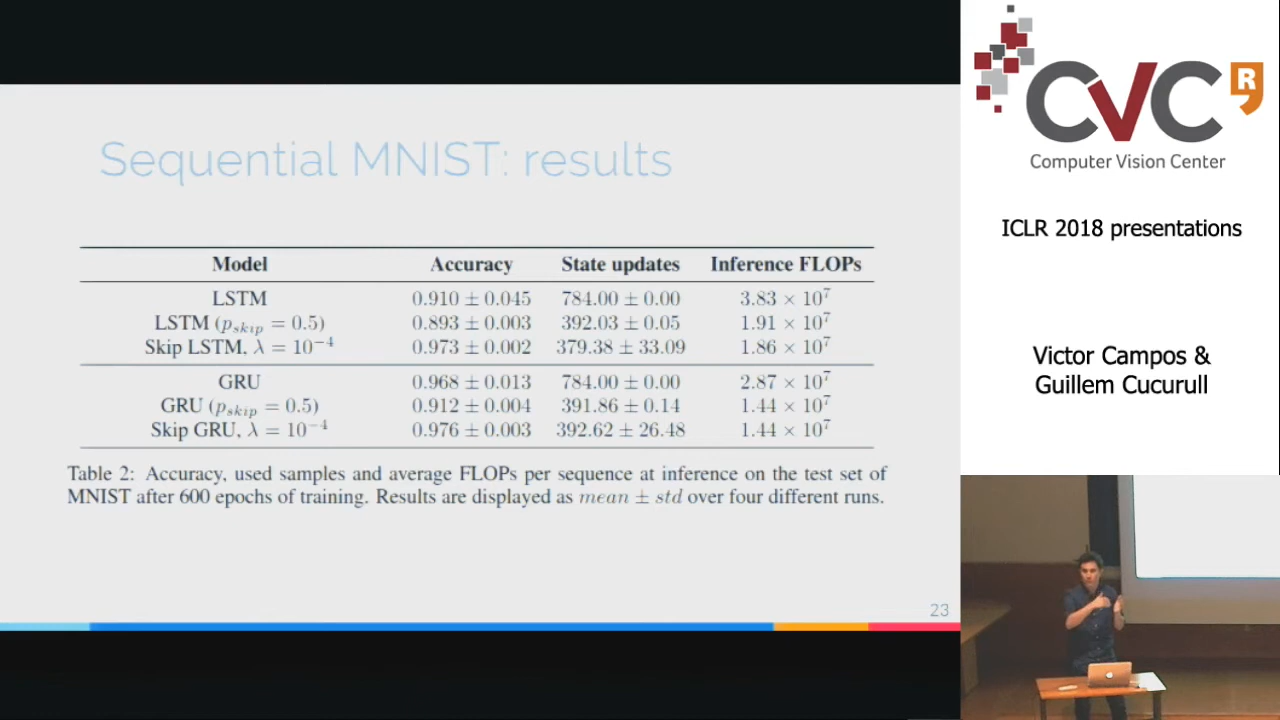 Sequential MNIST: results
Model Accuracy State updates Inference FLOPs
LSTM 0.910 ± 0.045 784.00 ± 0.00 3.83 × 10⁷
LSTM (p_skip = 0.5) 0.893 ± 0.003 392.03 ± 0.05 1.91 × 10⁷
Skip LSTM, λ = 10⁻⁴ 0.973 ± 0.002 379.38 ± 33.09 1.86 × 10⁷
GRU 0.968 ± 0.013 784.00 ± 0.00 2.87 × 10⁷
GRU (p_skip = 0.5) 0.912 ± 0.004 391.86 ± 0.14 1.44 × 10⁷
Skip GRU, λ = 10⁻⁴ 0.976 ± 0.003 392.62 ± 26.48 1.44 × 10⁷
Table 2: Accuracy, used samples and average FLOPs per sequence at inference on the test set of
MNIST after 600 epochs of training. Results are displayed as mean ± std over four different runs.
23
CVC R
Computer Vision Center
ICLR 2018 presentations
Victor Campos &
Guillem Cucurull